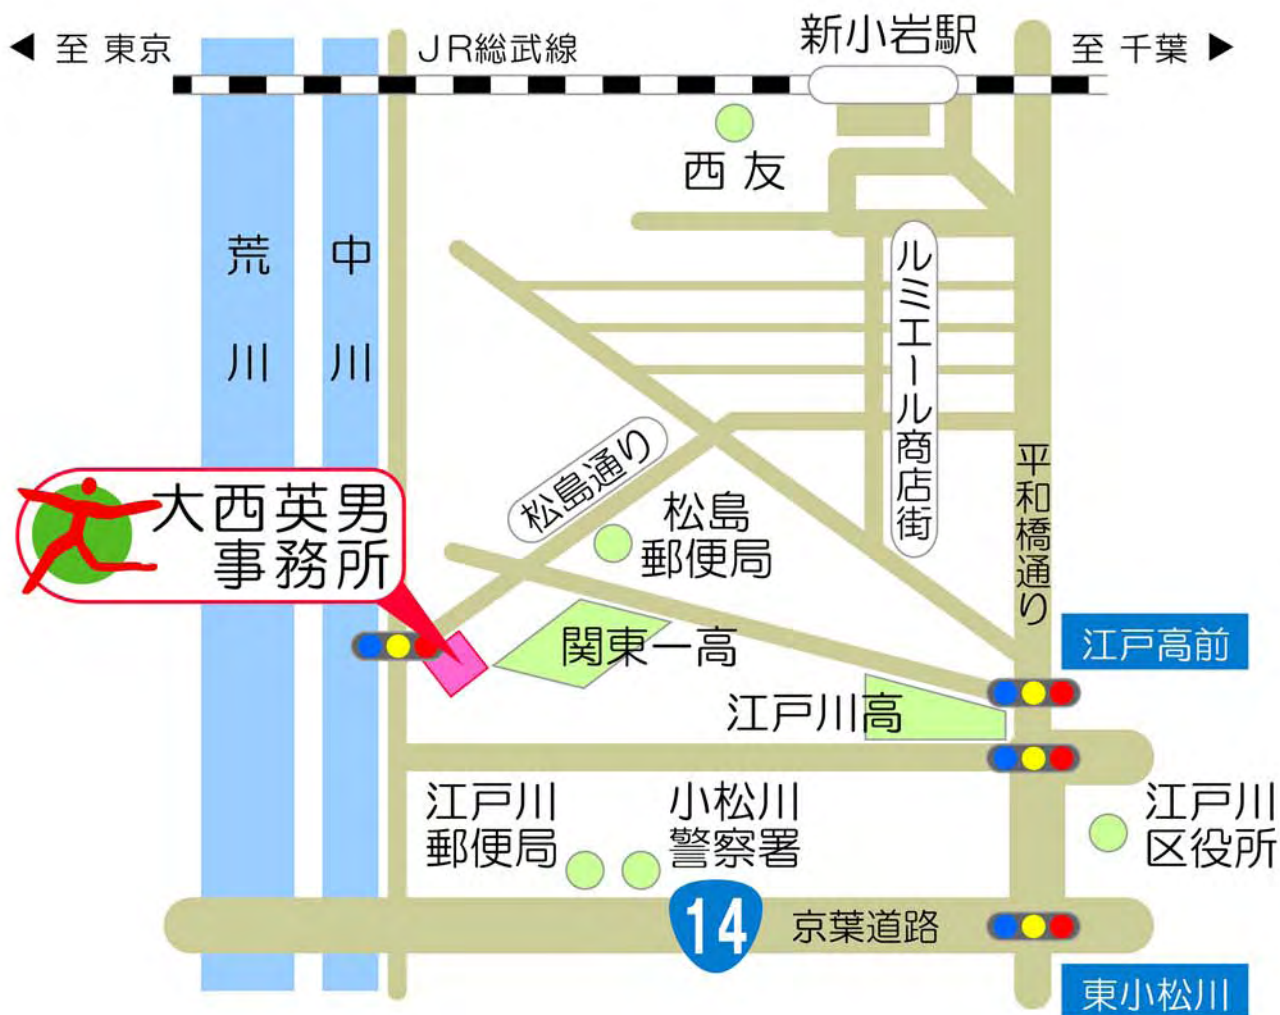 ◀ 至 東京
JR総武線
新小岩駅
至 千葉 ▶
西友
荒川
中川
ルミエール商店街
松島通り
平和橋通り
大西英男
事務所
松島
郵便局
関東一高
江戸高前
江戸川高
江戸川
郵便局
小松川
警察署
江戸川
区役所
14
京葉道路
東小松川